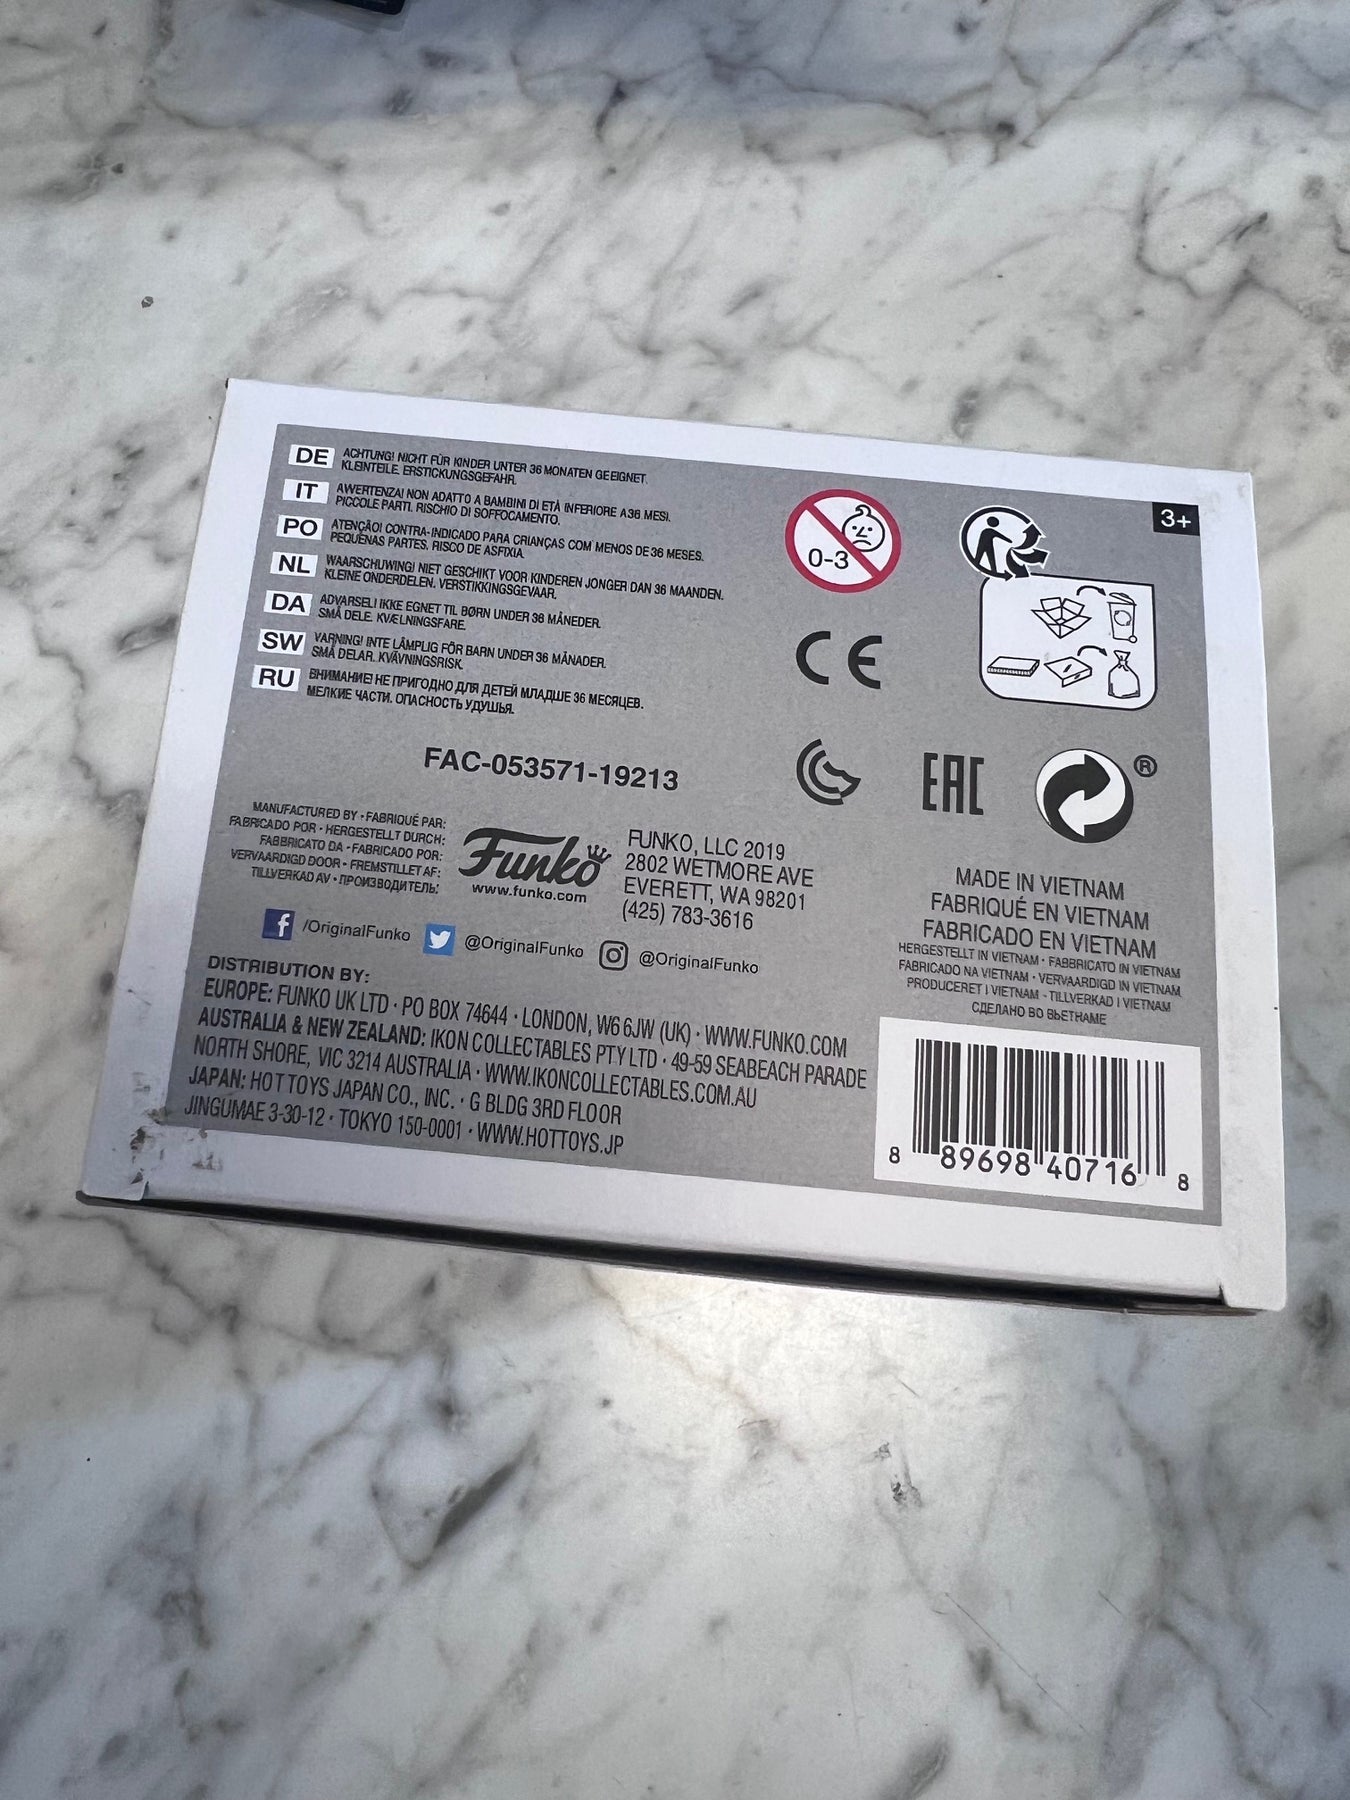 DE ACHTUNG! NICHT FÜR KINDER UNTER 36 MONATEN GEEIGNET.
KLEINTEILE. ERSTICKUNGSGEFAHR.
IT AWERTENZA! NON ADATTO A BAMBINI DI ETÀ INFERIORE A 36 MESI.
PICCOLE PARTI. RISCHIO DI SOFFOCAMENTO.
PO ATENÇÃO! CONTRA-INDICADO PARA CRIANÇAS COM MENOS DE 36 MESES.
PEQUENAS PARTES. RISCO DE ASFIXIA.
NL WAARSCHUWING! NIET GESCHIKT VOOR KINDEREN JONGER DAN 36 MAANDEN.
KLEINE ONDERDELEN. VERSTIKKINGSGEVAAR.
DA ADVARSEL! IKKE EGNET TIL BØRN UNDER 36 MÅNEDER.
SMÅ DELE. KVÆLNINGSFARE.
SW VARNING! INTE LÄMPLIG FÖR BARN UNDER 36 MÅNADER.
SMÅ DELAR. KVÄVNINGSRISK.
RU ВНИМАНИЕ! НЕ ПРИГОДНО ДЛЯ ДЕТЕЙ МЛАДШЕ 36 МЕСЯЦЕВ.
МЕЛКИЕ ЧАСТИ. ОПАСНОСТЬ УДУШЬЯ.
0-3
3+
CE
FAC-053571-19213
EAC
®
MANUFACTURED BY • FABRIQUÉ PAR:
FABRICADO POR • HERGESTELLT DURCH:
FABBRICATO DA • FABRICADO POR:
VERVAARDIGD DOOR • FREMSTILLET AF:
TILLVERKAD AV • ПРОИЗВОДИТЕЛЬ:
Funko
www.funko.com
FUNKO, LLC 2019
2802 WETMORE AVE
EVERETT, WA 98201
(425) 783-3616
/OriginalFunko @OriginalFunko @OriginalFunko
MADE IN VIETNAM
FABRIQUÉ EN VIETNAM
FABRICADO EN VIETNAM
HERGESTELLT IN VIETNAM • FABBRICATO IN VIETNAM
FABRICADO NA VIETNAM • VERVAARDIGD IN VIETNAM
PRODUCERET I VIETNAM • TILLVERKAD I VIETNAM
СДЕЛАНО ВО ВЬЕТНАМЕ
DISTRIBUTION BY:
EUROPE: FUNKO UK LTD • PO BOX 74644 • LONDON, W6 6JW (UK) • WWW.FUNKO.COM
AUSTRALIA & NEW ZEALAND: IKON COLLECTABLES PTY LTD • 49-59 SEABEACH PARADE
NORTH SHORE, VIC 3214 AUSTRALIA • WWW.IKONCOLLECTABLES.COM.AU
JAPAN: HOT TOYS JAPAN CO., INC. • G BLDG 3RD FLOOR
JINGUMAE 3-30-12 • TOKYO 150-0001 • WWW.HOTTOYS.JP
8 89698 40716 8